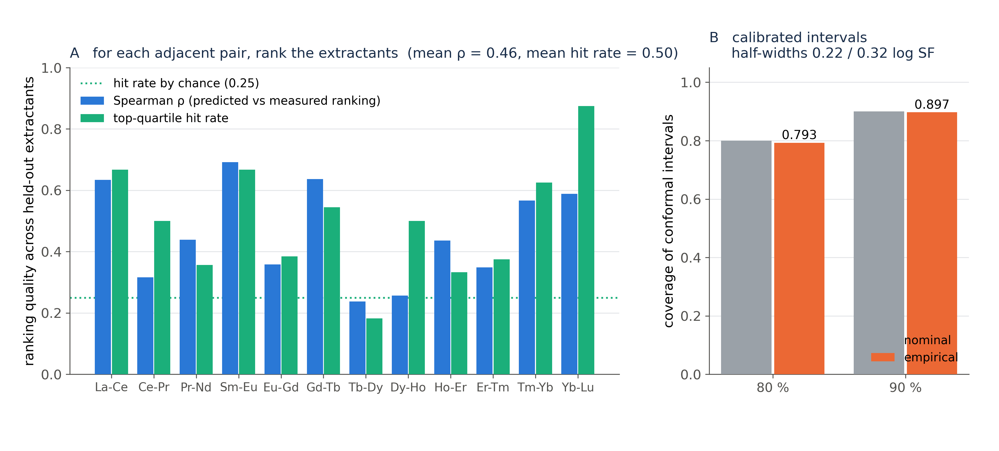 A   for each adjacent pair, rank the extractants  (mean ρ = 0.46, mean hit rate = 0.50)
ranking quality across held-out extractants
1.0
0.8
0.6
0.4
0.2
0.0
hit rate by chance (0.25)
Spearman ρ (predicted vs measured ranking)
top-quartile hit rate
La-Ce Ce-Pr Pr-Nd Sm-Eu Eu-Gd Gd-Tb Tb-Dy Dy-Ho Ho-Er Er-Tm Tm-Yb Yb-Lu
B   calibrated intervals
half-widths 0.22 / 0.32 log SF
coverage of conformal intervals
1.0
0.8
0.6
0.4
0.2
0.0
0.793
0.897
nominal
empirical
80 % 90 %